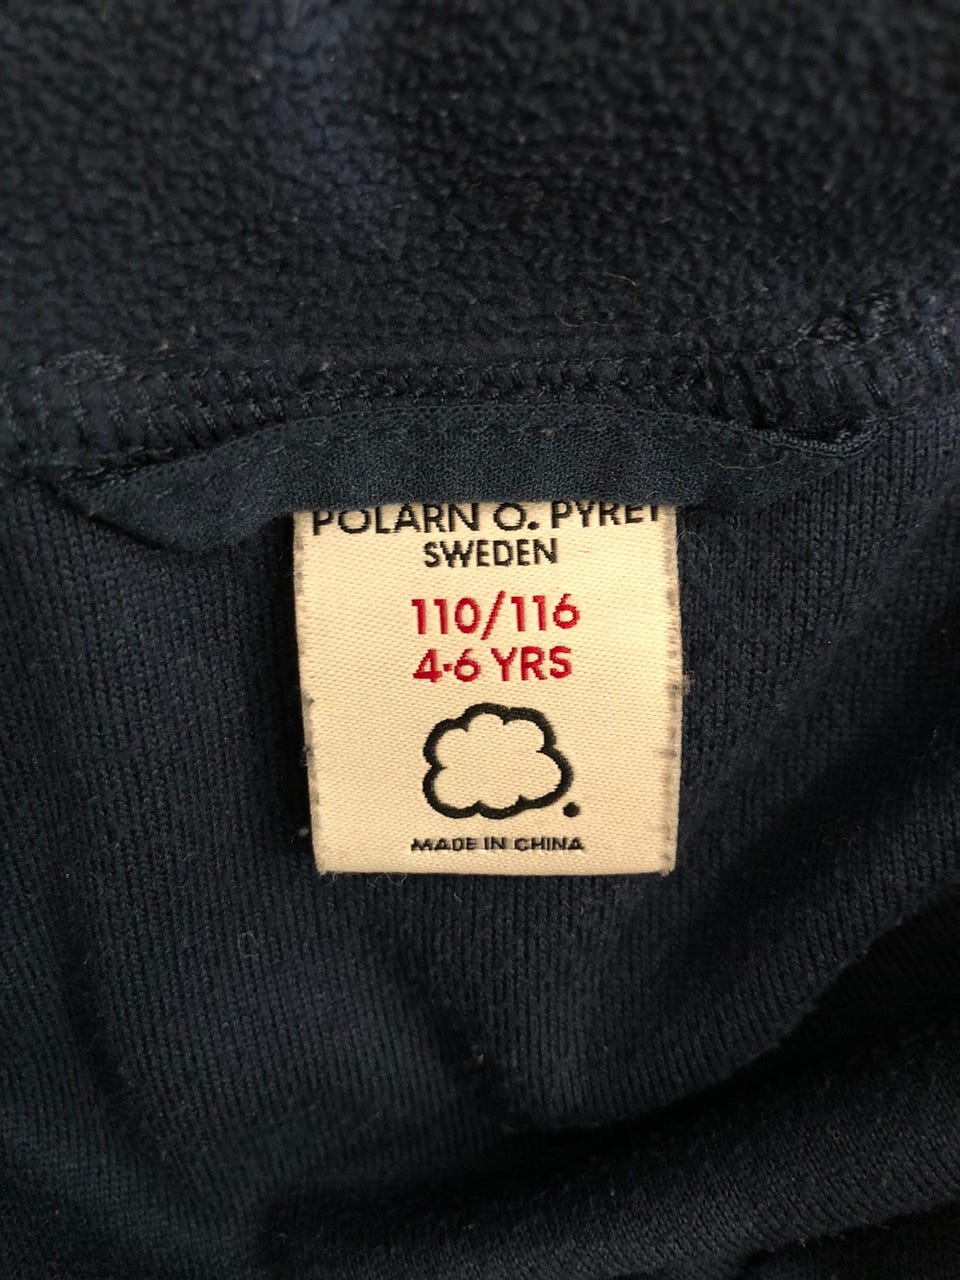 POLARN O. PYRET
SWEDEN
110/116
4-6 YRS
MADE IN CHINA